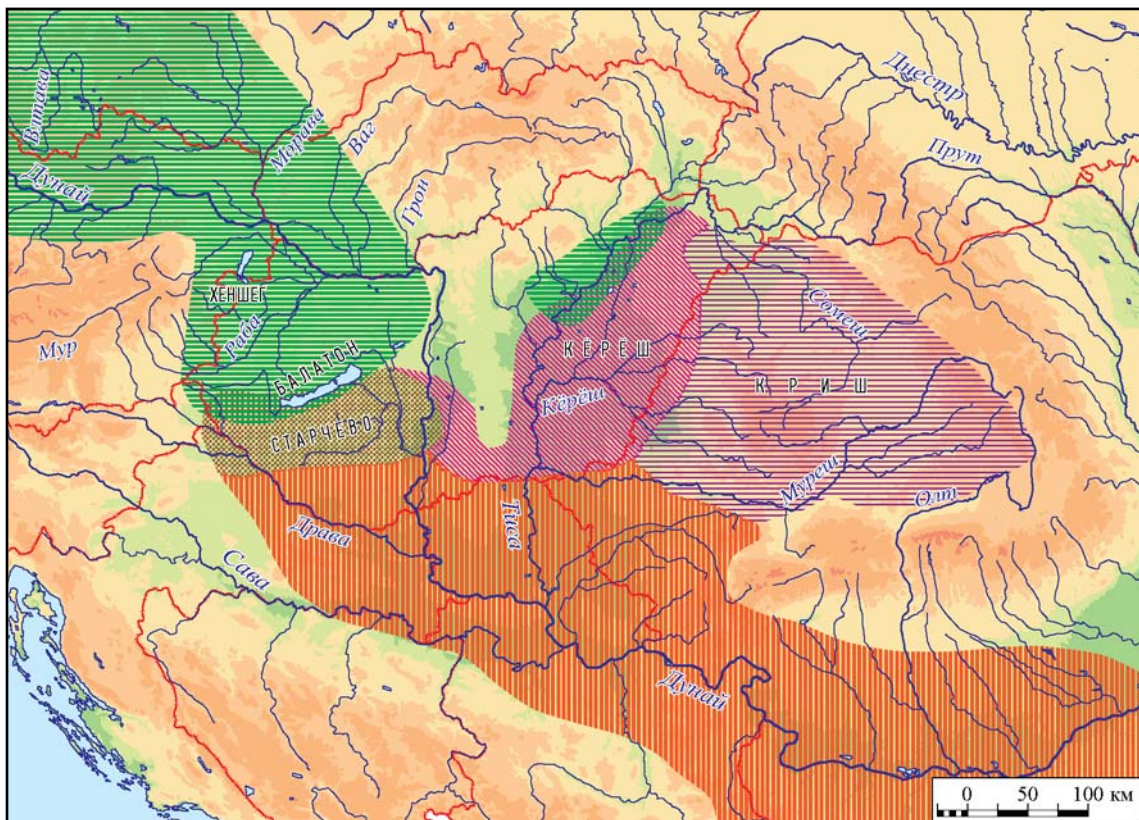 Влтава
Морава
Ваг
Днестр
Дунай
Грон
Прут
ХЕНШЕГ
Раба
Мур
БАЛАТОН
КЕРЕШ
Сомеш
Кёрёш
КРИШ
СТАРЧЕВО
Муреш
Олт
Тиса
Драва
Сава
Дунай
0 50 100 км